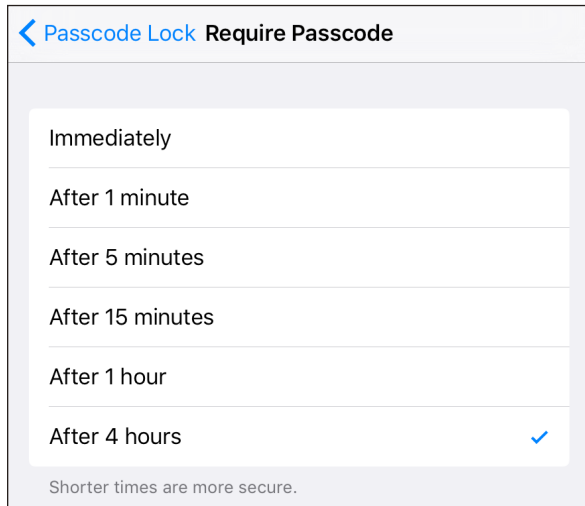 Passcode Lock Require Passcode
Immediately
After 1 minute
After 5 minutes
After 15 minutes
After 1 hour
After 4 hours
Shorter times are more secure.